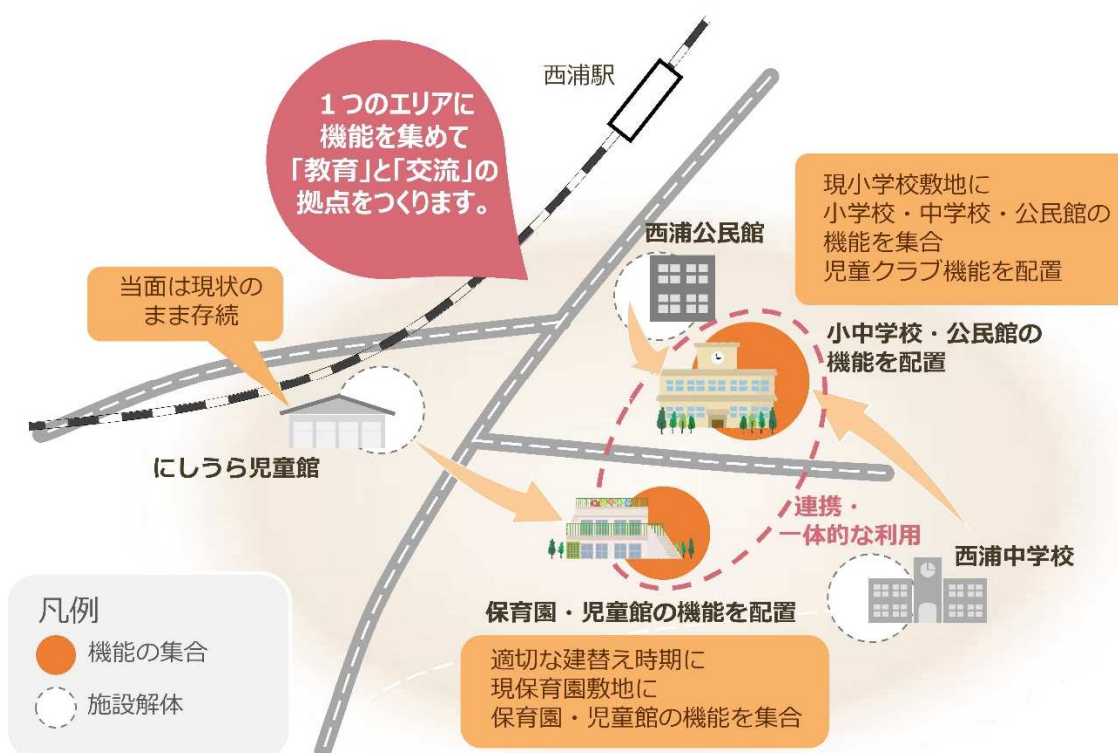 西浦駅
１つのエリアに
機能を集めて
「教育」と「交流」の
拠点をつくります。
現小学校敷地に
小学校・中学校・公民館の
機能を集合
児童クラブ機能を配置
西浦公民館
当面は現状の
まま存続
小中学校・公民館の
機能を配置
にしうら児童館
連携・
一体的な利用
西浦中学校
保育園・児童館の機能を配置
適切な建替え時期に
現保育園敷地に
保育園・児童館の機能を集合
凡例
機能の集合
施設解体